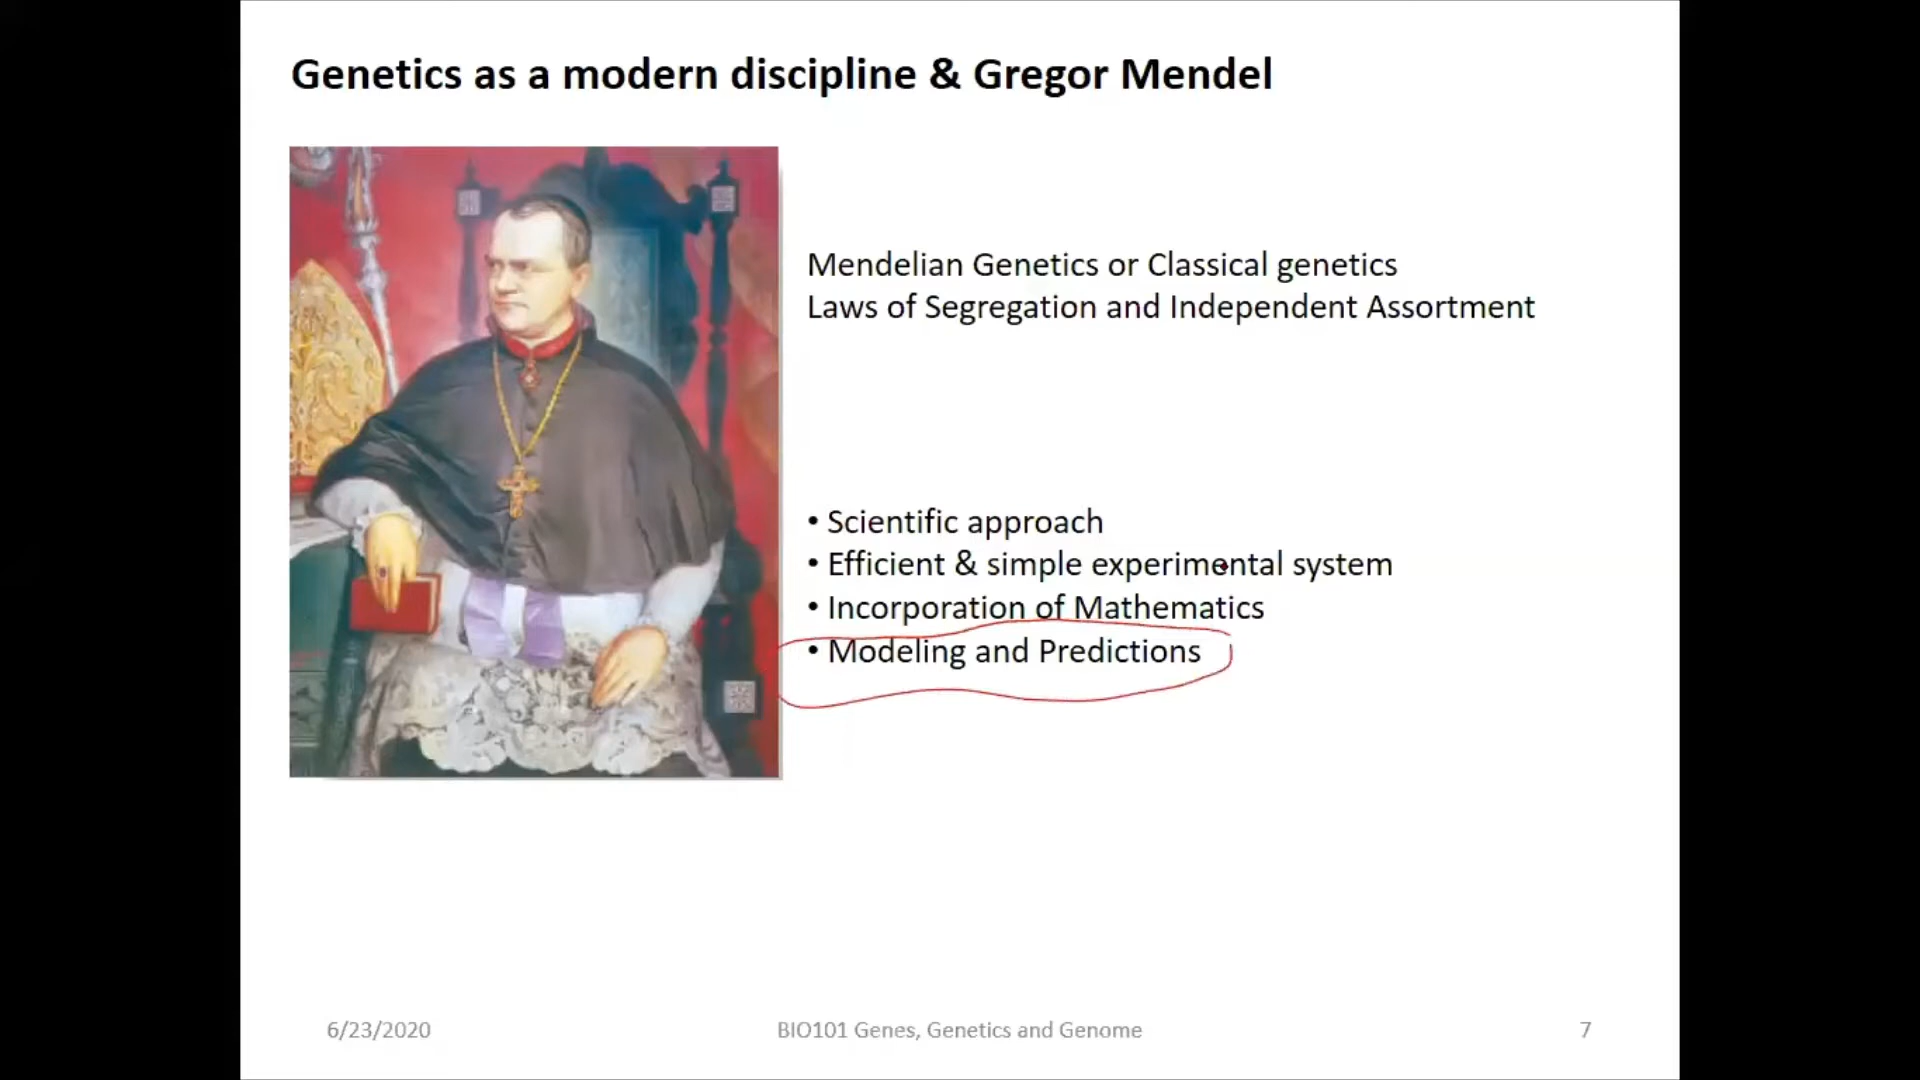 Genetics as a modern discipline & Gregor Mendel
Mendelian Genetics or Classical genetics
Laws of Segregation and Independent Assortment
• Scientific approach
• Efficient & simple experimental system
• Incorporation of Mathematics
• Modeling and Predictions
6/23/2020
BIO101 Genes, Genetics and Genome
7